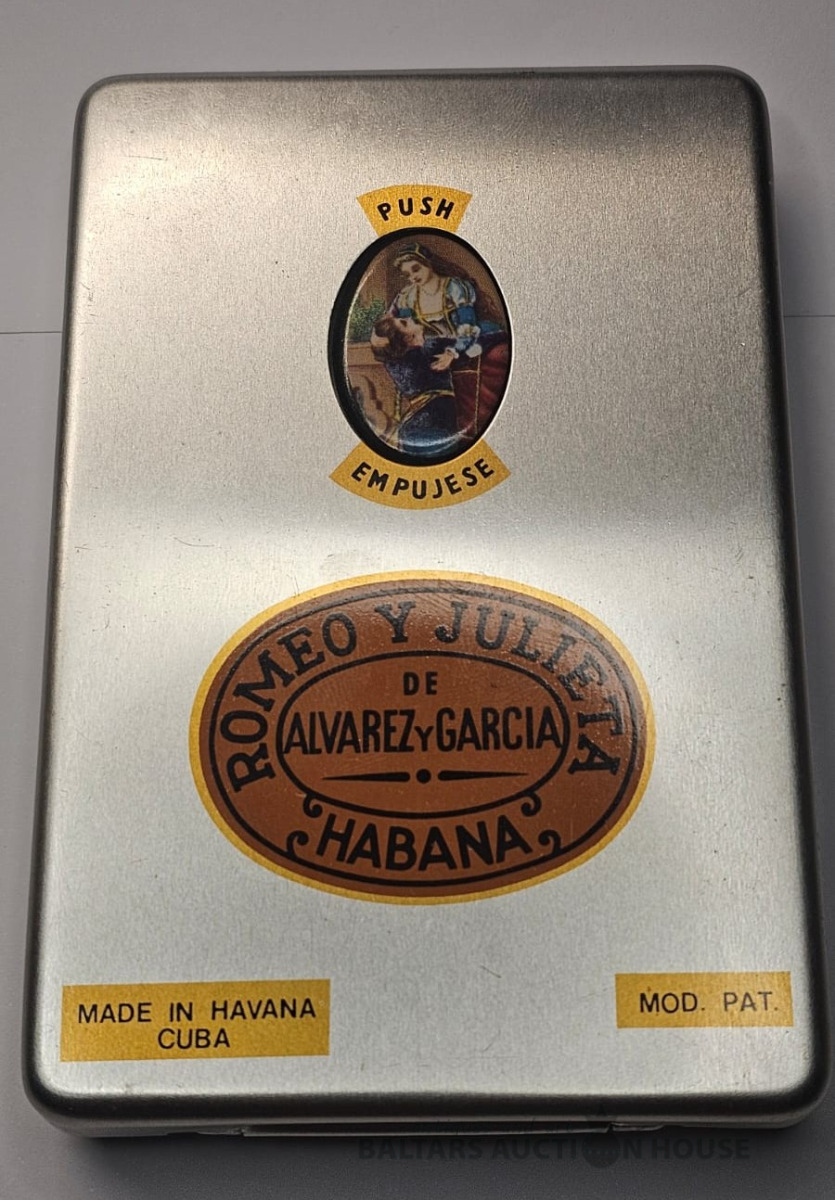 PUSH
EMPUJESE
ROMEO Y JULIETA
DE
ALVAREZ Y GARCIA
HABANA
MADE IN HAVANA
CUBA
MOD. PAT.
BALTARS AUCTION HOUSE